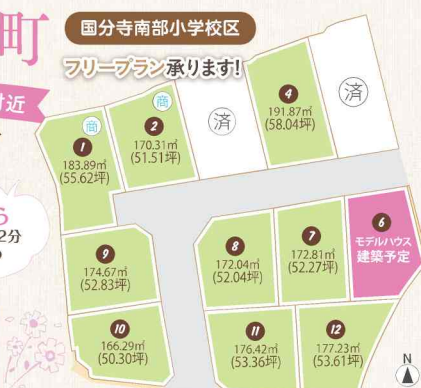 町
国分寺南部小学校区
フリープラン承ります!
付近
ら
2分
商
1
183.89㎡
(55.62坪)
商
2
170.31㎡
(51.51坪)
済
4
191.87㎡
(58.04坪)
済
9
174.67㎡
(52.83坪)
8
172.04㎡
(52.04坪)
7
172.81㎡
(52.27坪)
6
モデルハウス
建築予定
10
166.29㎡
(50.30坪)
11
176.42㎡
(53.36坪)
12
177.23㎡
(53.61坪)
N